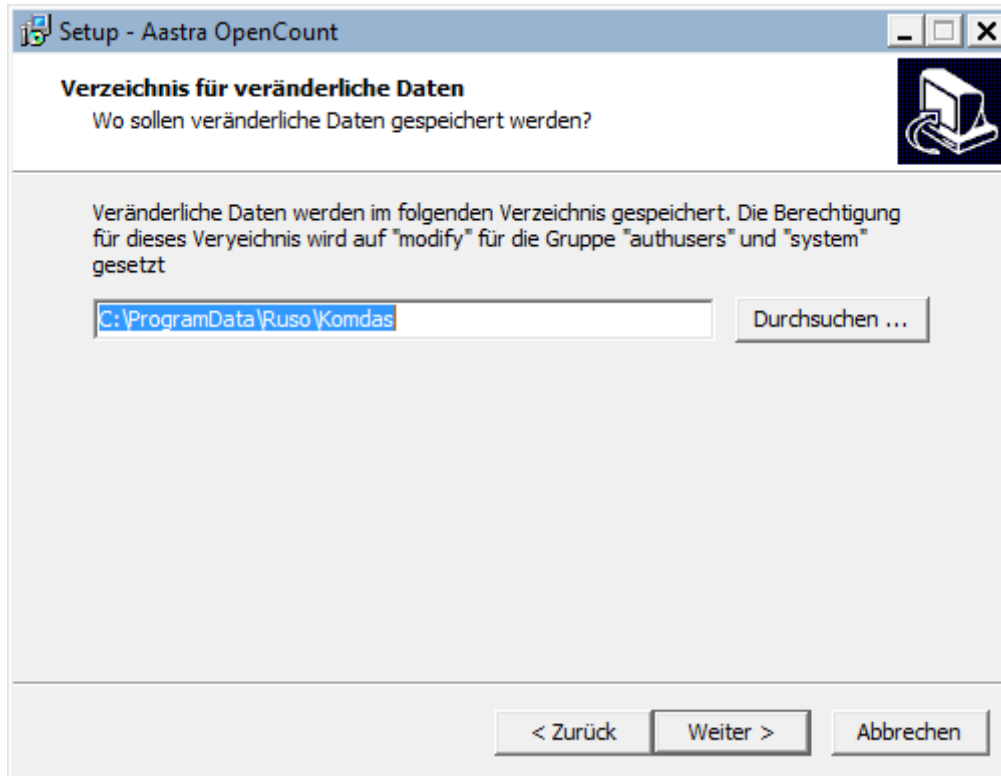 Setup - Aastra OpenCount
Verzeichnis für veränderliche Daten
Wo sollen veränderliche Daten gespeichert werden?
Veränderliche Daten werden im folgenden Verzeichnis gespeichert. Die Berechtigung
für dieses Veryeichnis wird auf "modify" für die Gruppe "authusers" und "system"
gesetzt
C:\ProgramData\Ruso\Komdas
Durchsuchen ...
< Zurück
Weiter >
Abbrechen